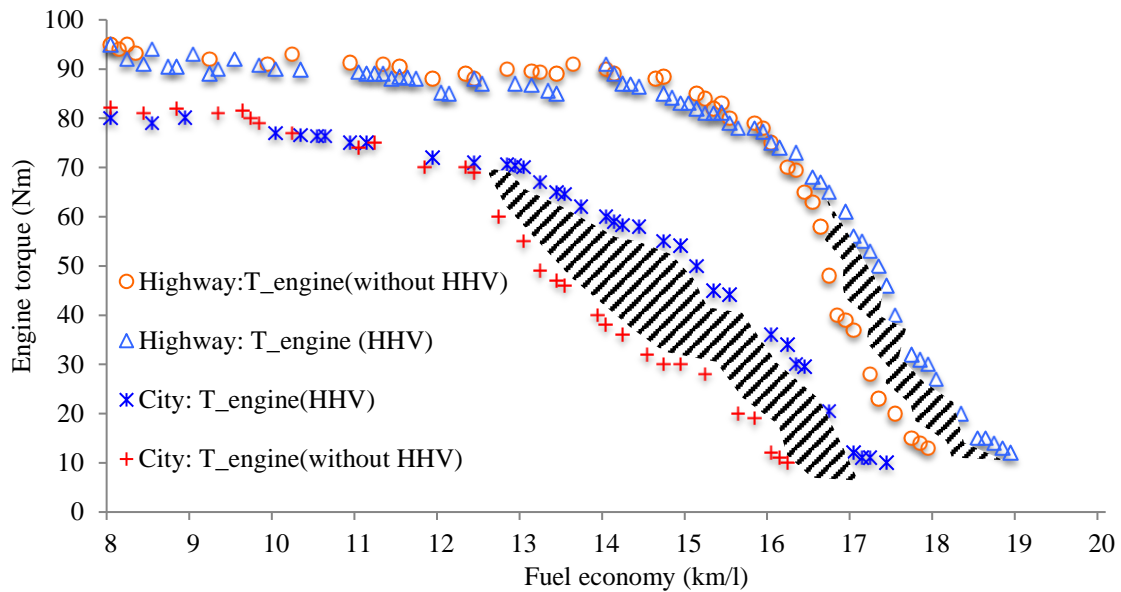 100
90
80
70
60
50
40
30
20
10
0
Engine torque (Nm)
Highway:T_engine(without HHV)
Highway: T_engine (HHV)
City: T_engine(HHV)
City: T_engine(without HHV)
8 9 10 11 12 13 14 15 16 17 18 19 20
Fuel economy (km/l)